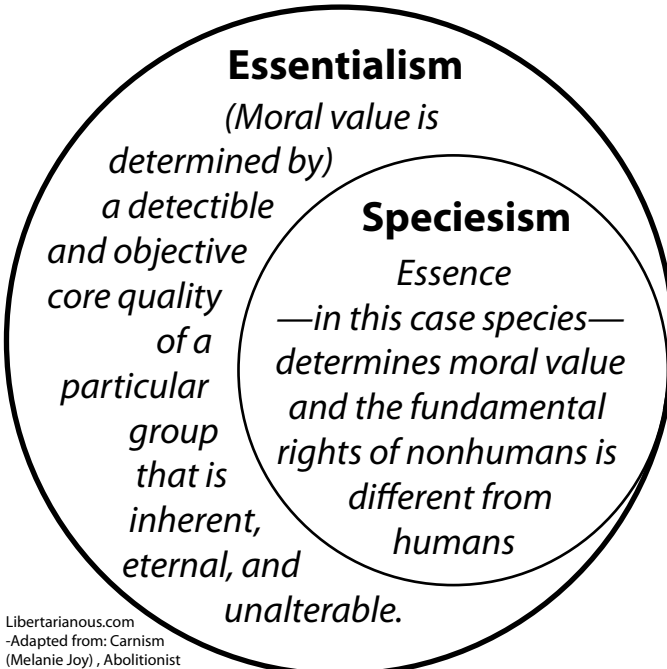 Essentialism
(Moral value is
determined by)
a detectible
and objective
core quality
of a
particular
group
that is
inherent,
eternal, and
unalterable.
Speciesism
Essence
—in this case species—
determines moral value
and the fundamental
rights of nonhumans is
different from
humans
Libertarianous.com
-Adapted from: Carnism
(Melanie Joy) , Abolitionist